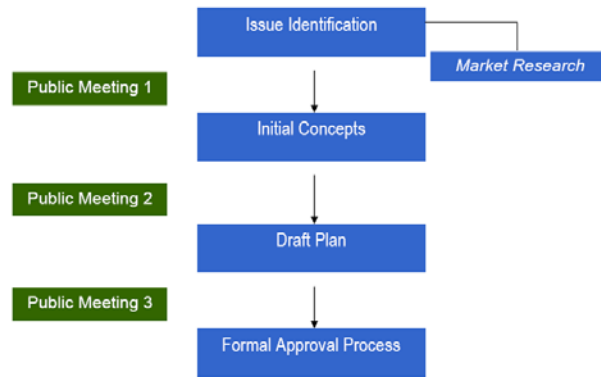 Issue Identification
Market Research
Public Meeting 1
Initial Concepts
Public Meeting 2
Draft Plan
Public Meeting 3
Formal Approval Process